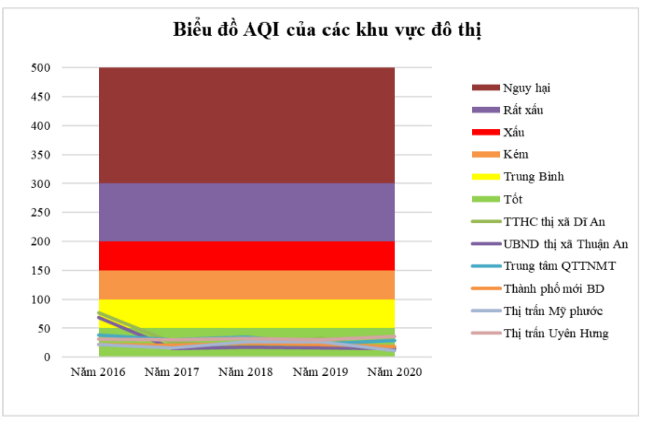 Biểu đồ AQI của các khu vực đô thị
500
450
400
350
300
250
200
150
100
50
0
Năm 2016
Năm 2017
Năm 2018
Năm 2019
Năm 2020
Nguy hại
Rất xấu
Xấu
Kém
Trung Bình
Tốt
TTHC thị xã Dĩ An
UBND thị xã Thuận An
Trung tâm QTTNMT
Thành phố mới BD
Thị trấn Mỹ phước
Thị trấn Uyên Hưng